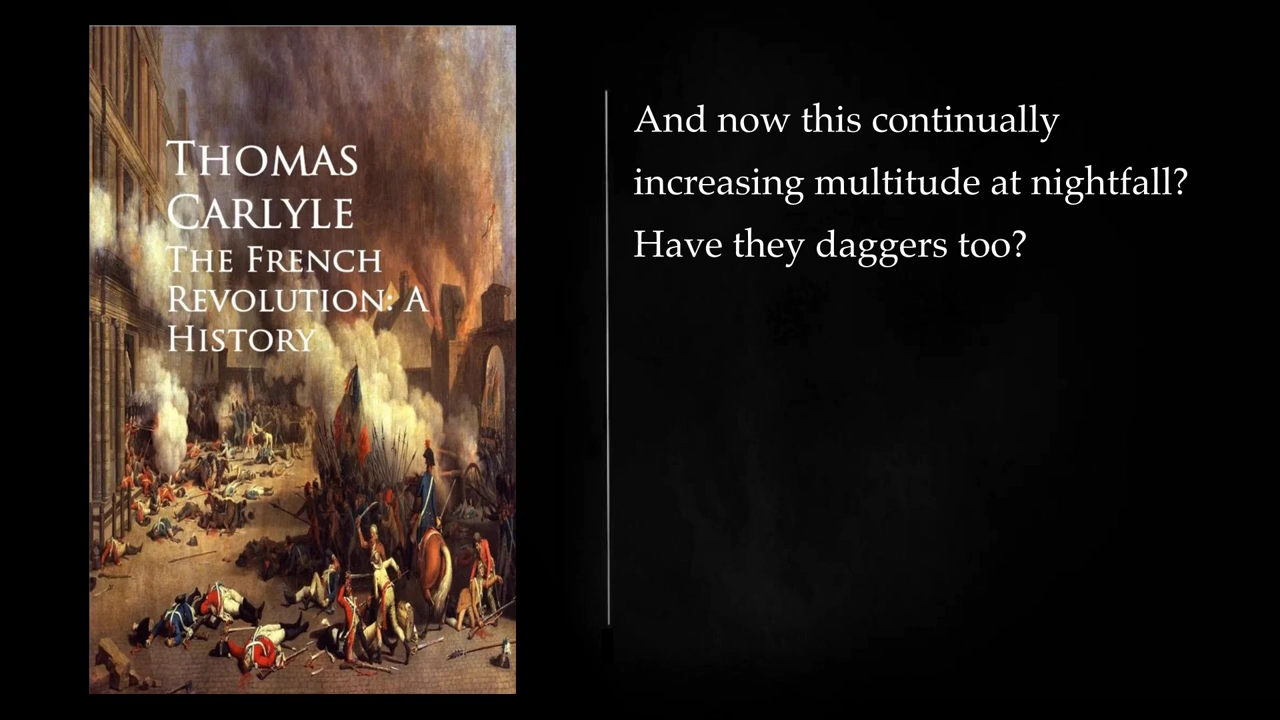 THOMAS
CARLYLE
THE FRENCH
REVOLUTION: A
HISTORY
And now this continually
increasing multitude at nightfall?
Have they daggers too?